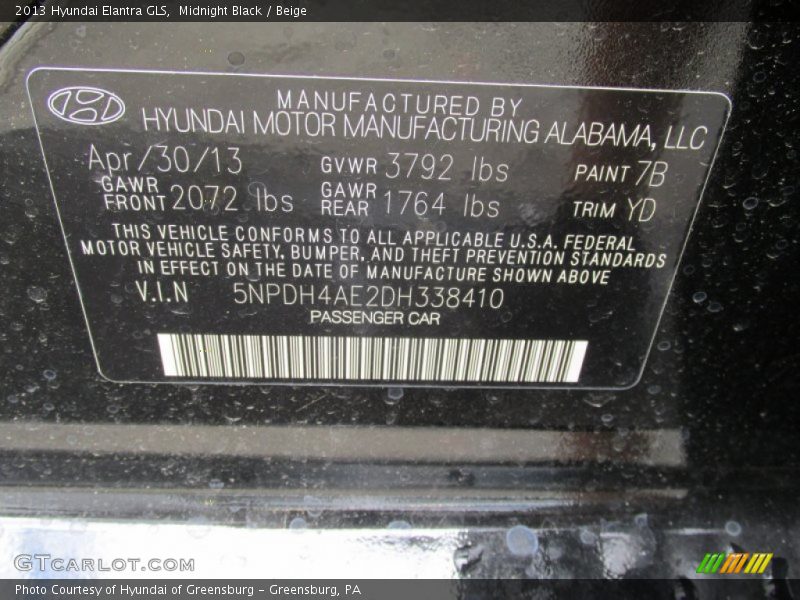 2013 Hyundai Elantra GLS, Midnight Black / Beige
MANUFACTURED BY
HYUNDAI MOTOR MANUFACTURING ALABAMA, LLC
Apr/30/13 GVWR 3792 lbs PAINT 7B
GAWR FRONT 2072 lbs GAWR REAR 1764 lbs TRIM YD
THIS VEHICLE CONFORMS TO ALL APPLICABLE U.S.A. FEDERAL
MOTOR VEHICLE SAFETY, BUMPER, AND THEFT PREVENTION STANDARDS
IN EFFECT ON THE DATE OF MANUFACTURE SHOWN ABOVE
V.I.N 5NPDH4AE2DH338410
PASSENGER CAR
GTCARLOT.COM
Photo Courtesy of Hyundai of Greensburg - Greensburg, PA